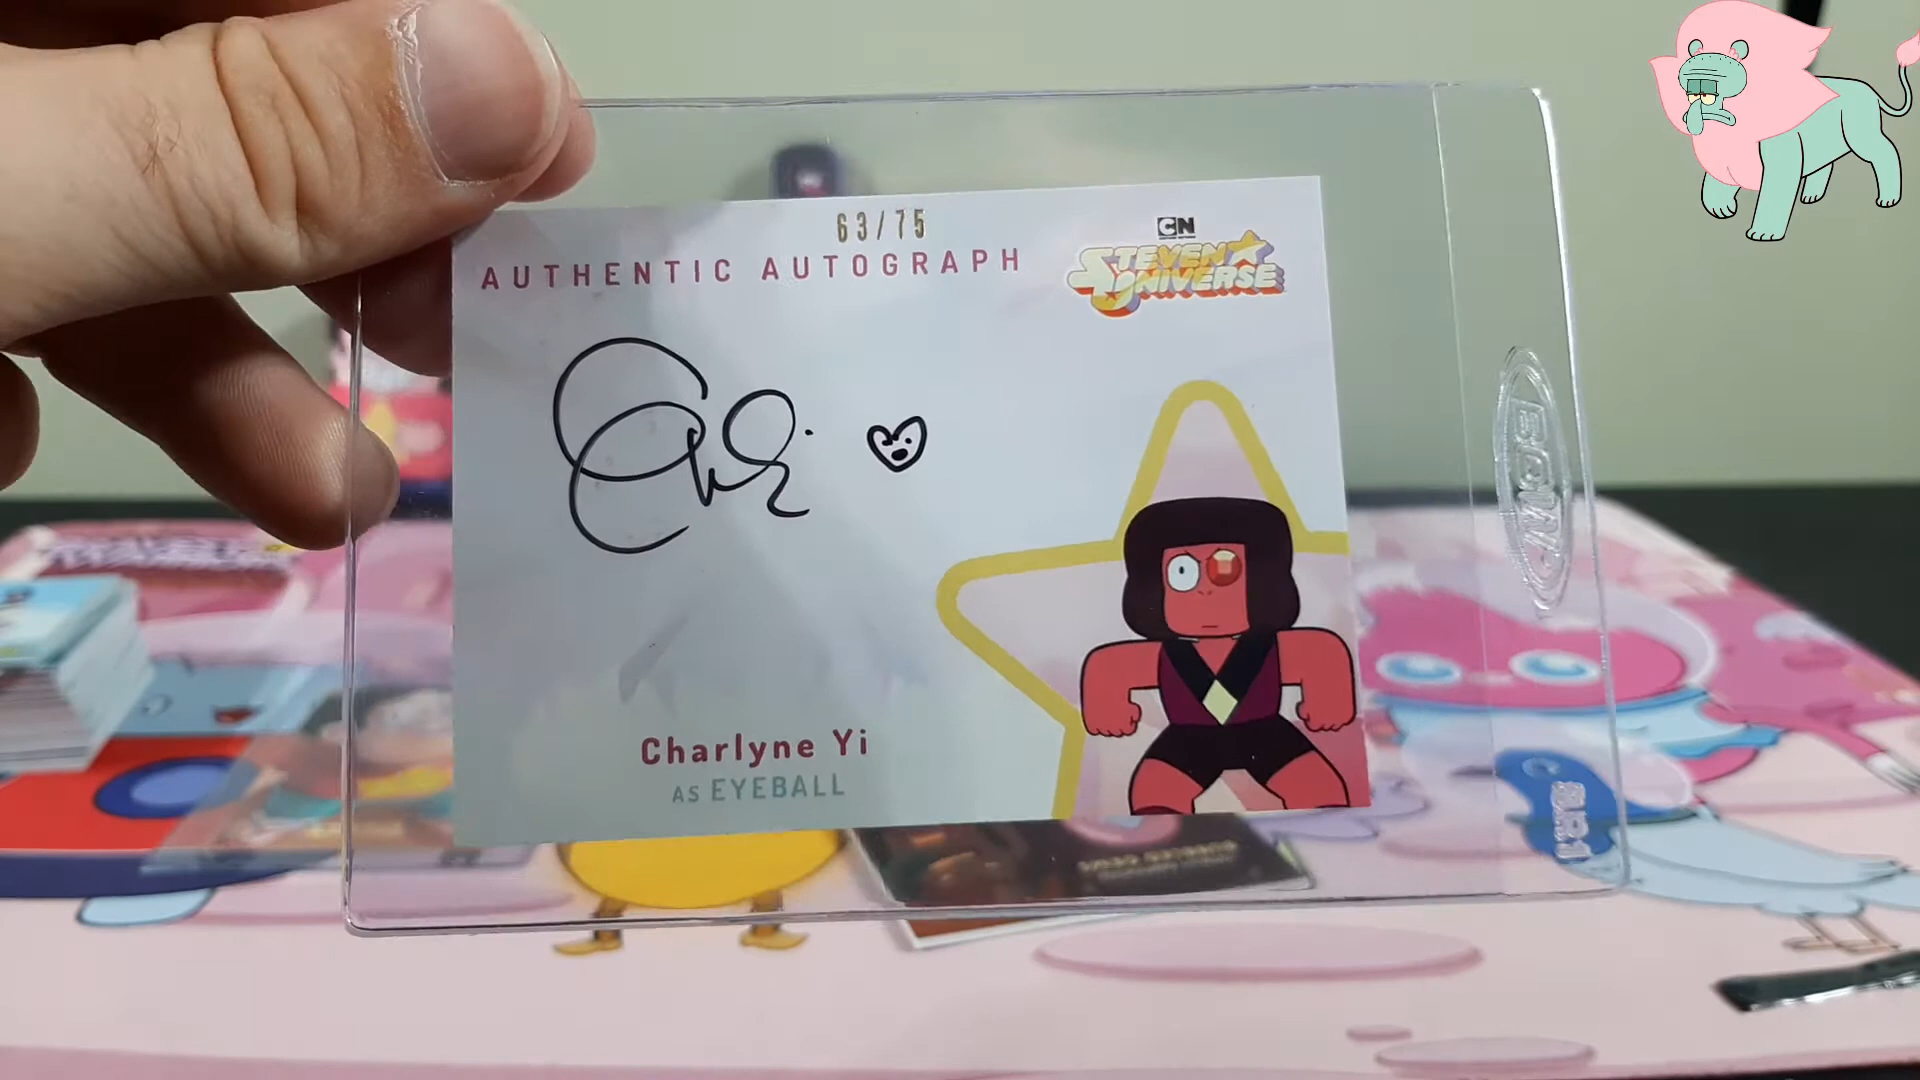 63/75
AUTHENTIC AUTOGRAPH
CN
STEVEN
UNIVERSE
Charlyne Yi
AS EYEBALL